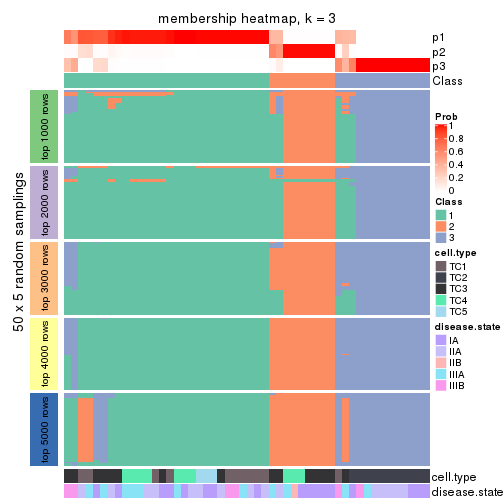 membership heatmap, k = 3
p1
p2
p3
Class
50 x 5 random samplings
top 1000 rows
top 2000 rows
top 3000 rows
top 4000 rows
top 5000 rows
cell.type
disease.state
Prob
1
0.8
0.6
0.4
0.2
0
Class
1
2
3
cell.type
TC1
TC2
TC3
TC4
TC5
disease.state
IA
IIA
IIB
IIIA
IIIB